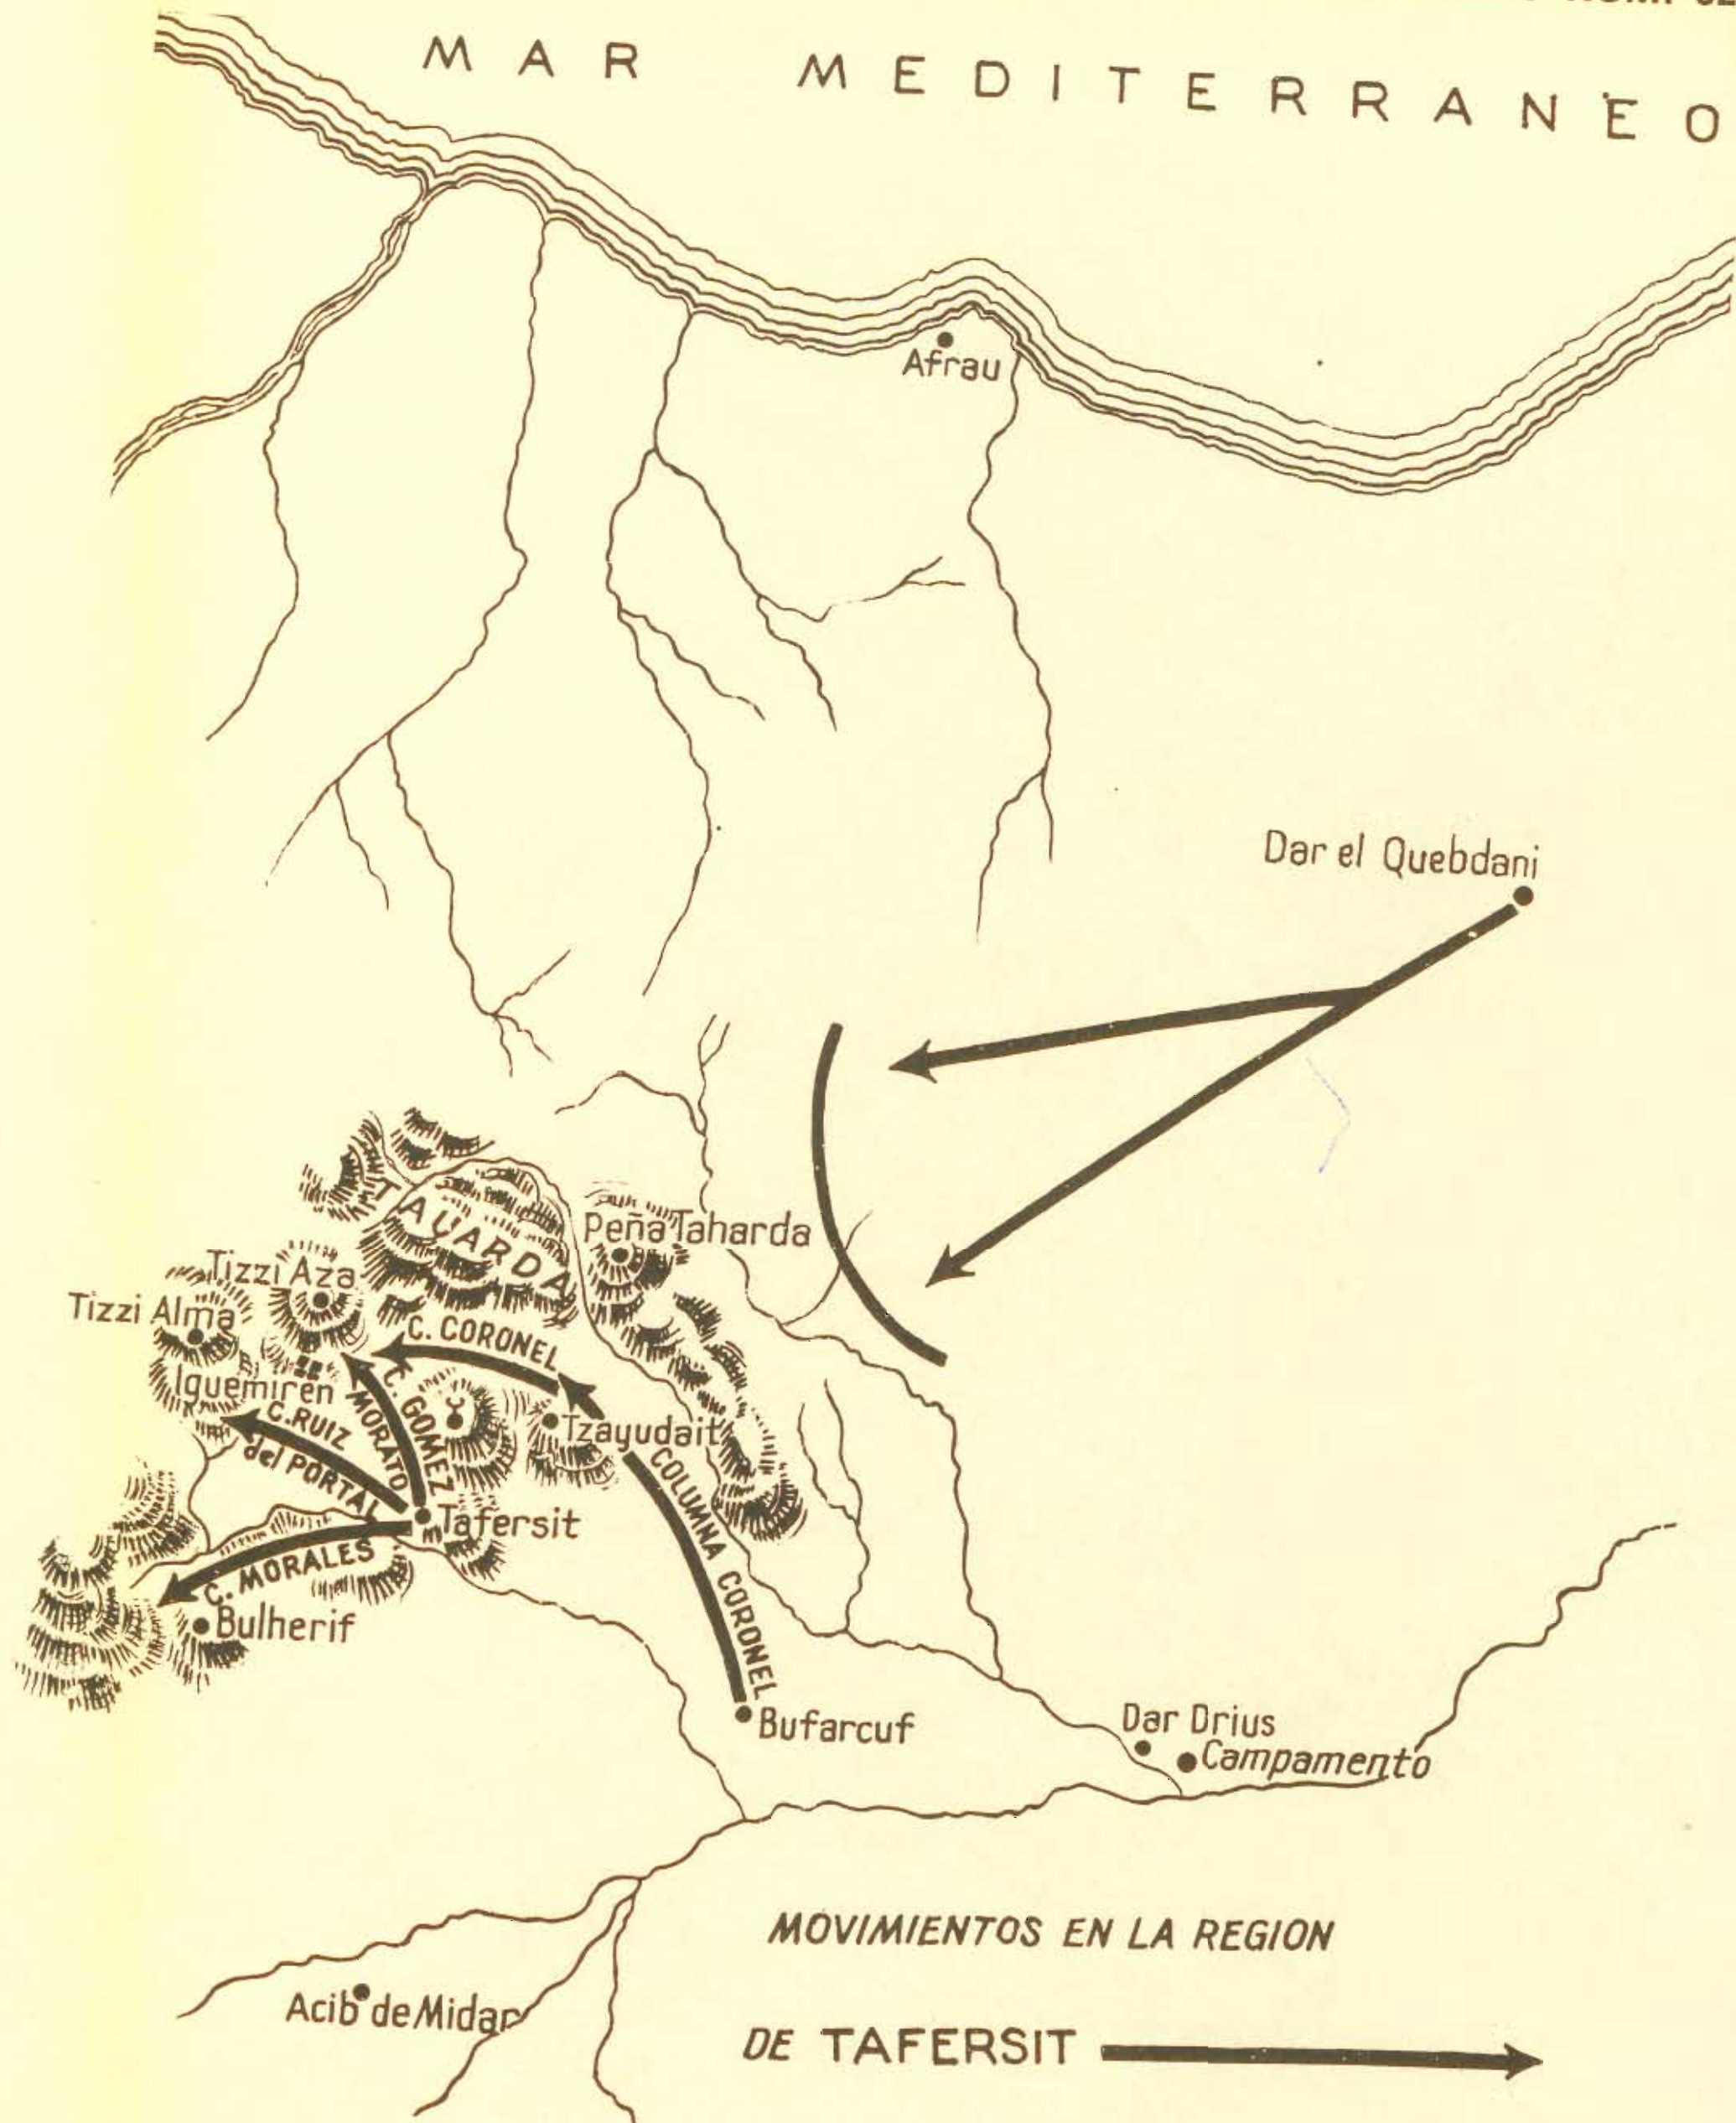 MAR MEDITERRANEO
Afrau
Dar el Quebdani
TAUARDA
Peña Taharda
Tizzi Aza
Tizzi Alma
C. CORONEL
Iguemiren
C. GOMEZ
MORATO
C. RUIZ
del PORTAL
Tzayudait
COLUMNA CORONEL
Tafersit
C. MORALES
Bulherif
Bufarcuf
Dar Drius
Campamento
Acib de Midar
MOVIMIENTOS EN LA REGION
DE TAFERSIT